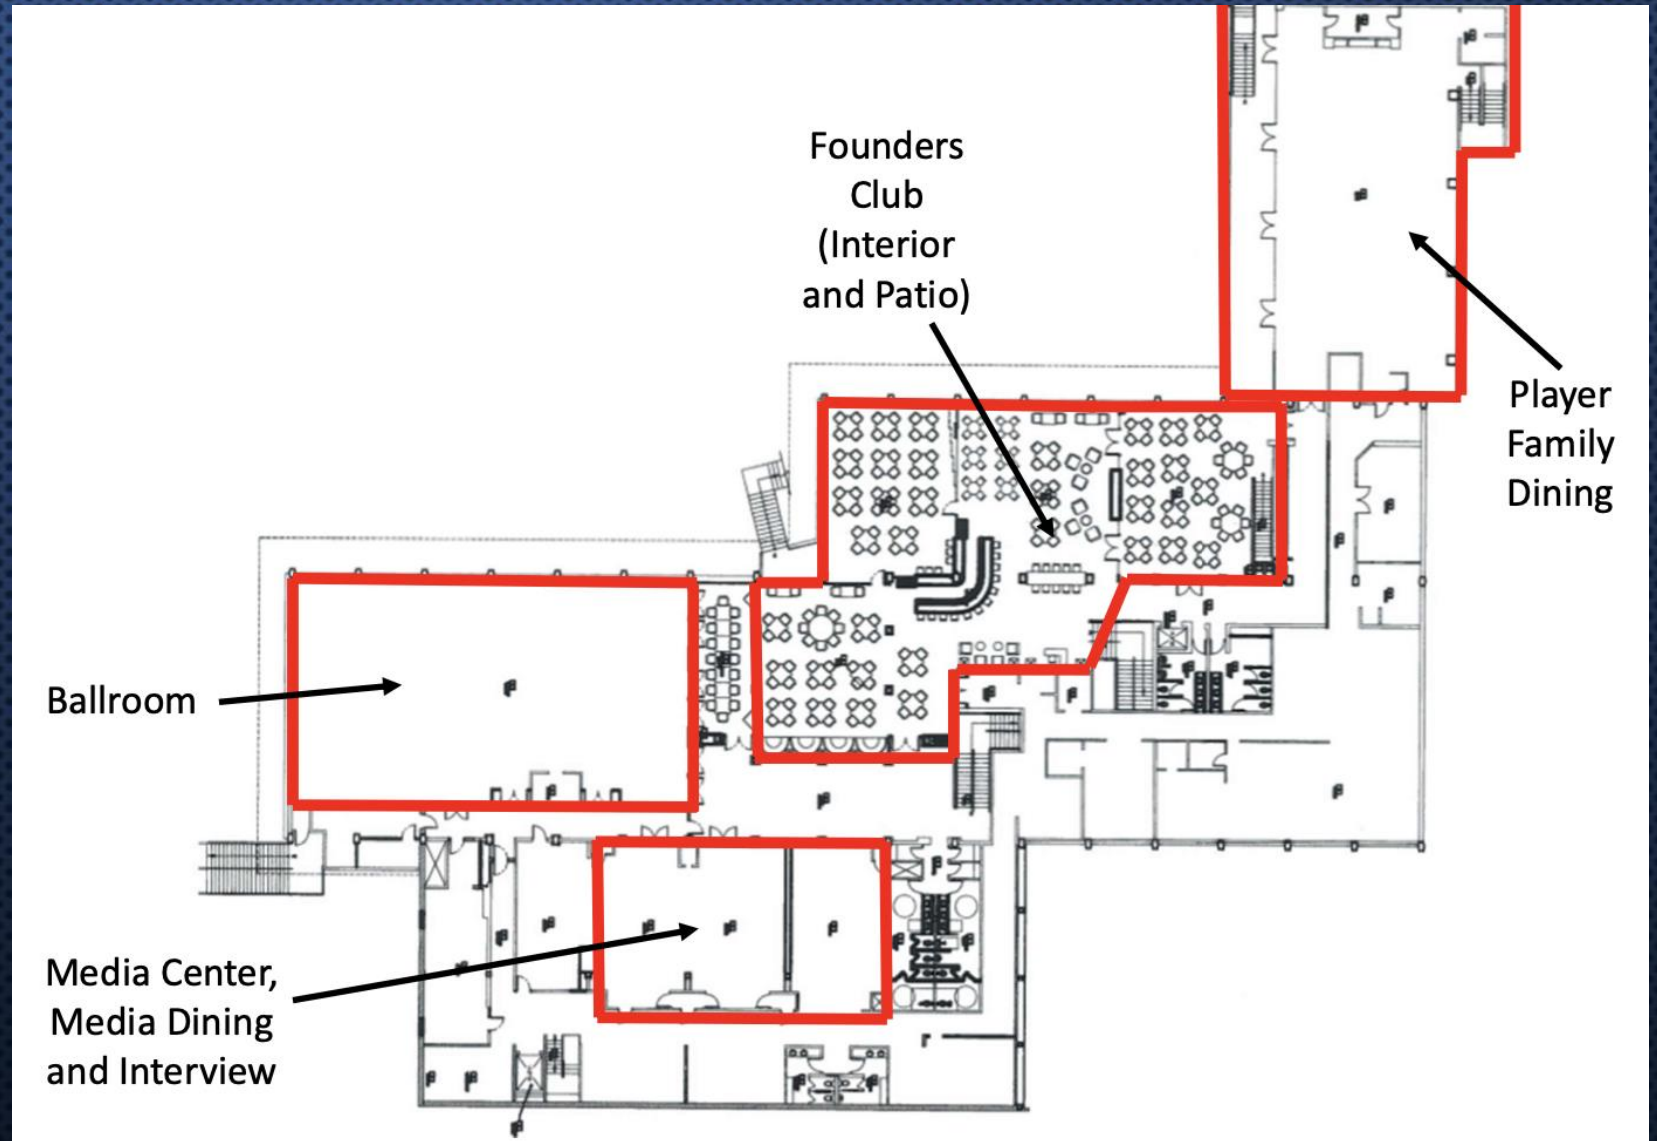 Founders
Club
(Interior
and Patio)
Player
Family
Dining
Ballroom
Media Center,
Media Dining
and Interview